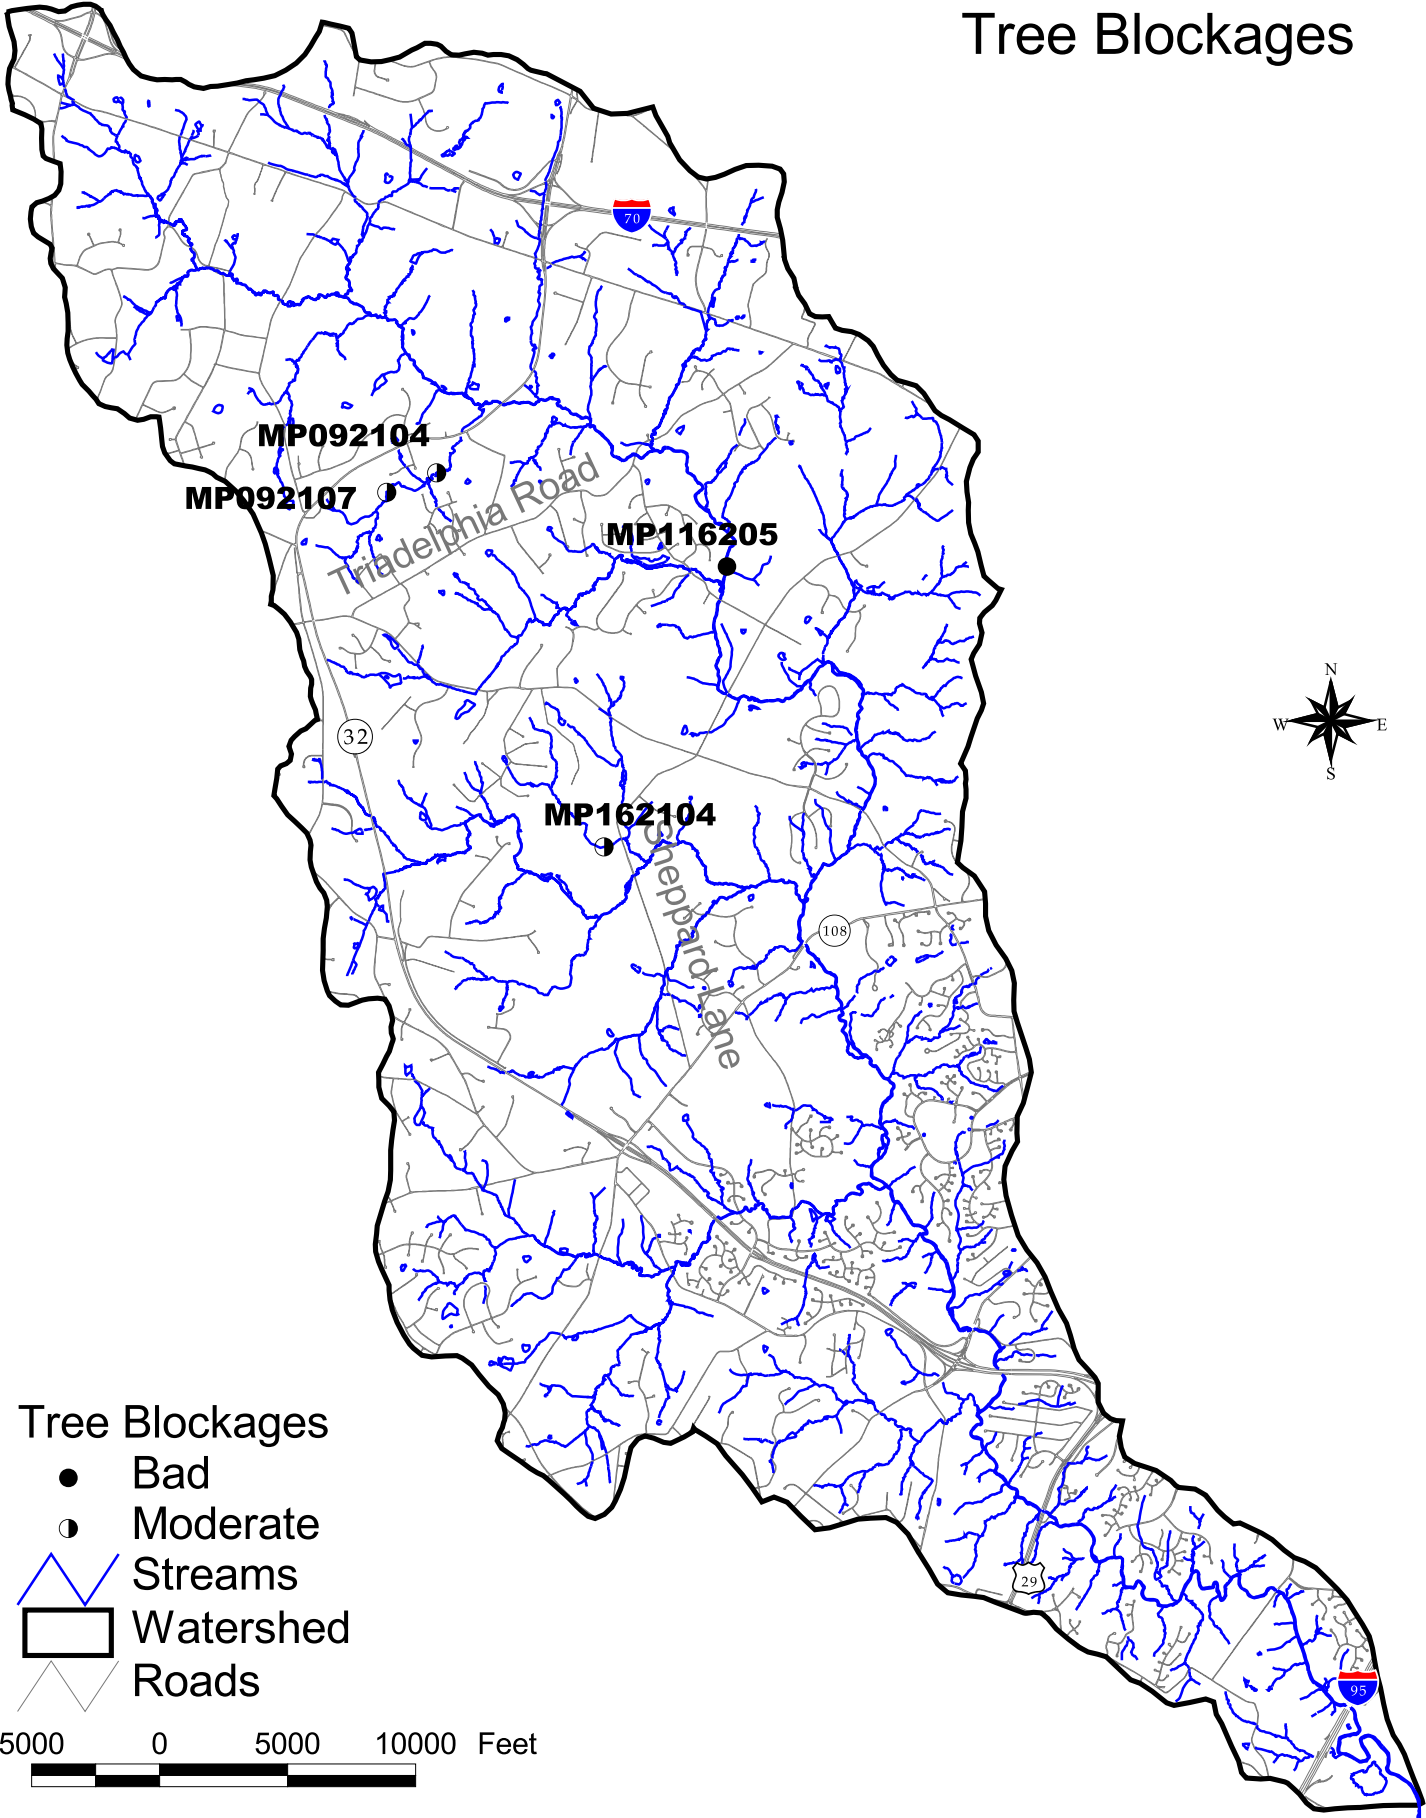 Tree Blockages
70
MP092104
MP092107
Triadelphia Road
MP116205
N
W E
S
32
MP162104
Sheppard Lane
108
Tree Blockages
Bad
Moderate
Streams
Watershed
Roads
29
95
5000 0 5000 10000 Feet